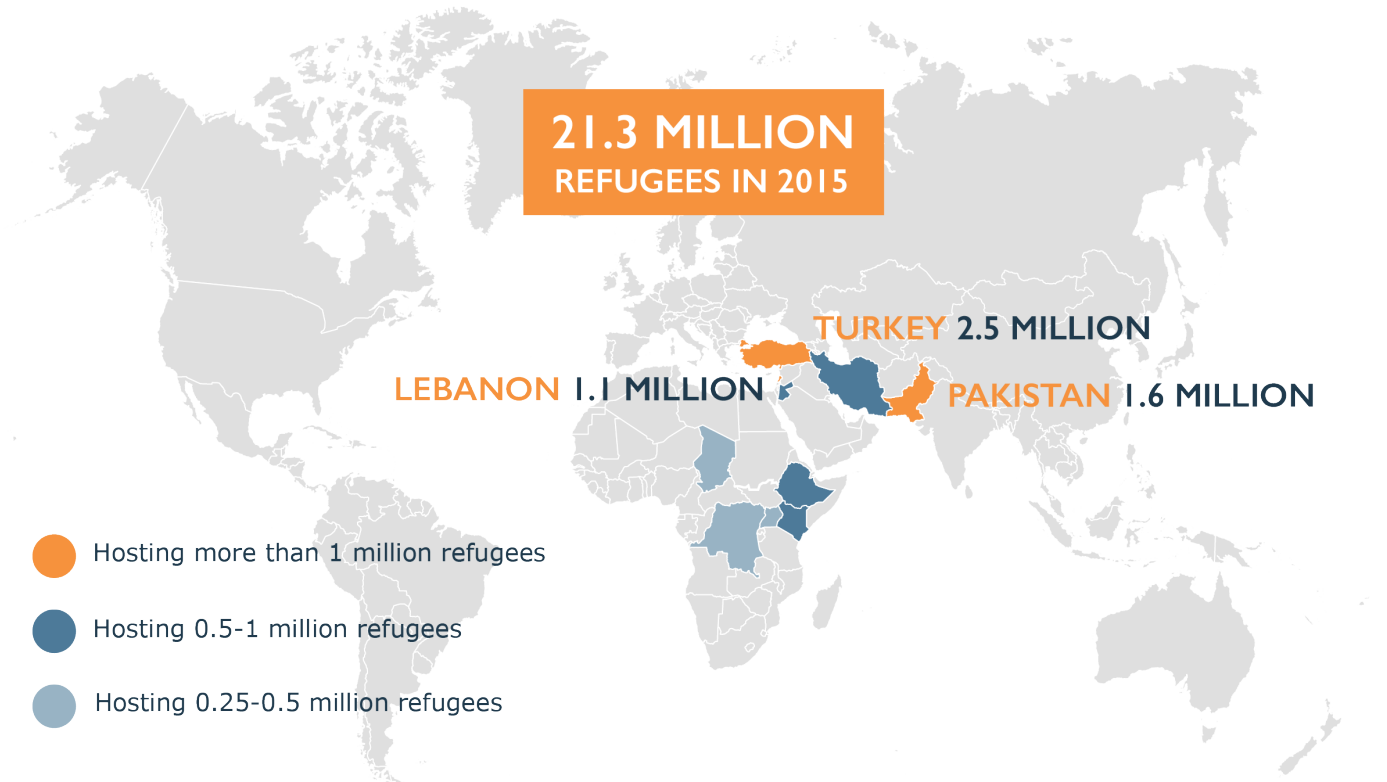 21.3 MILLION
REFUGEES IN 2015
TURKEY 2.5 MILLION
LEBANON 1.1 MILLION
PAKISTAN 1.6 MILLION
Hosting more than 1 million refugees
Hosting 0.5-1 million refugees
Hosting 0.25-0.5 million refugees